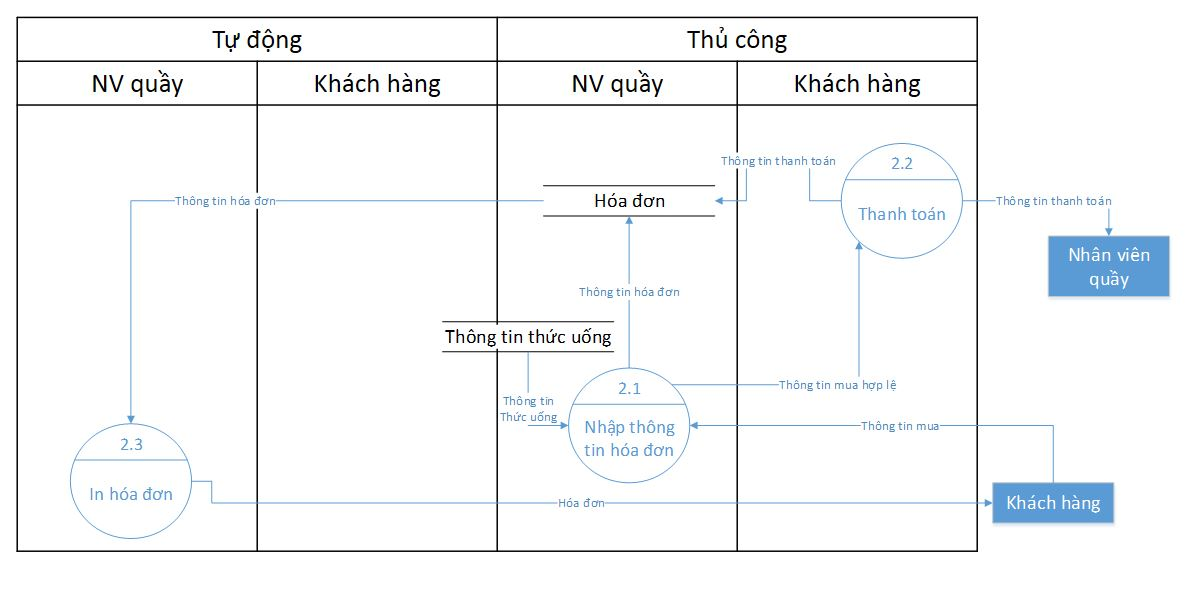 Tự động
Thủ công
NV quầy
Khách hàng
NV quầy
Khách hàng
Thông tin thanh toán
2.2
Thông tin hóa đơn
Hóa đơn
Thanh toán
Thông tin thanh toán
Nhân viên
quầy
Thông tin hóa đơn
Thông tin thức uống
2.1
Thông tin mua hợp lệ
Thông tin
Thức uống
Nhập thông
tin hóa đơn
Thông tin mua
2.3
In hóa đơn
Hóa đơn
Khách hàng